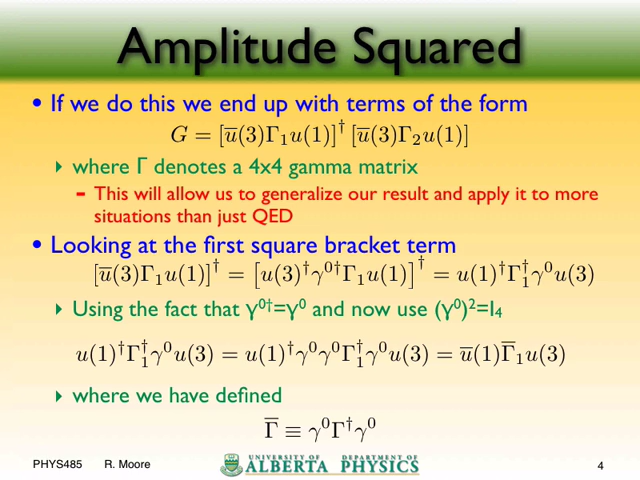 Amplitude Squared
• If we do this we end up with terms of the form
G = [u̅(3)Γ₁u(1)]† [u̅(3)Γ₂u(1)]
‣ where Γ denotes a 4x4 gamma matrix
- This will allow us to generalize our result and apply it to more
situations than just QED
• Looking at the first square bracket term
[u̅(3)Γ₁u(1)]† = [u(3)†γ⁰†Γ₁u(1)]† = u(1)†Γ₁†γ⁰u(3)
‣ Using the fact that γ⁰†=γ⁰ and now use (γ⁰)²=I₄
u(1)†Γ₁†γ⁰u(3) = u(1)†γ⁰γ⁰Γ₁†γ⁰u(3) = u̅(1)Γ̅₁u(3)
‣ where we have defined
Γ̅ ≡ γ⁰Γ†γ⁰
PHYS485 R. Moore
UNIVERSITY OF DEPARTMENT OF
ALBERTA PHYSICS
4